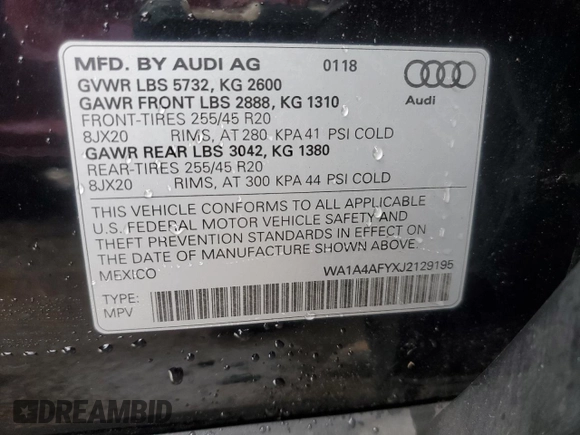 MFD. BY AUDI AG 0118
GVWR LBS 5732, KG 2600
GAWR FRONT LBS 2888, KG 1310
Audi
FRONT-TIRES 255/45 R20
8JX20 RIMS, AT 280 KPA 41 PSI COLD
GAWR REAR LBS 3042, KG 1380
REAR-TIRES 255/45 R20
8JX20 RIMS, AT 300 KPA 44 PSI COLD
THIS VEHICLE CONFORMS TO ALL APPLICABLE
U.S. FEDERAL MOTOR VEHICLE SAFETY AND
THEFT PREVENTION STANDARDS IN EFFECT ON
THE DATE OF MANUFACTURE SHOWN ABOVE.
MEXICO WA1A4AFYXJ2129195
TYPE:
MPV
DREAMBID